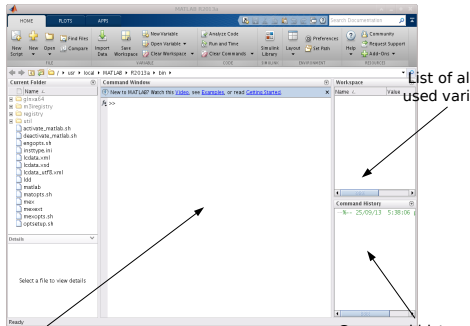 MATLAB R2013a
HOME PLOTS APPS
Search Documentation
New Script
New
Open
Find Files
Compare
Import Data
Save Workspace
New Variable
Open Variable
Clear Workspace
Analyze Code
Run and Time
Clear Commands
Simulink Library
Layout
Preferences
Set Path
Help
Community
Request Support
Add-Ons
FILE VARIABLE CODE SIMULINK ENVIRONMENT RESOURCES
/ usr local MATLAB R2013a bin
Current Folder
Name
glnxa64
m3iregistry
registry
util
activate_matlab.sh
deactivate_matlab.sh
engopts.sh
insttype.ini
lcdata.xml
lcdata.xsd
lcdata_utf8.xml
ldd
matlab
matopts.sh
mex
mexext
mexopts.sh
optsetup.sh
Details
Select a file to view details
Ready
Command Window
New to MATLAB? Watch this Video, see Examples, or read Getting Started.
fx >>
Workspace
Name Value
List of al
used vari
Command History
%-- 25/09/13 5:38:06